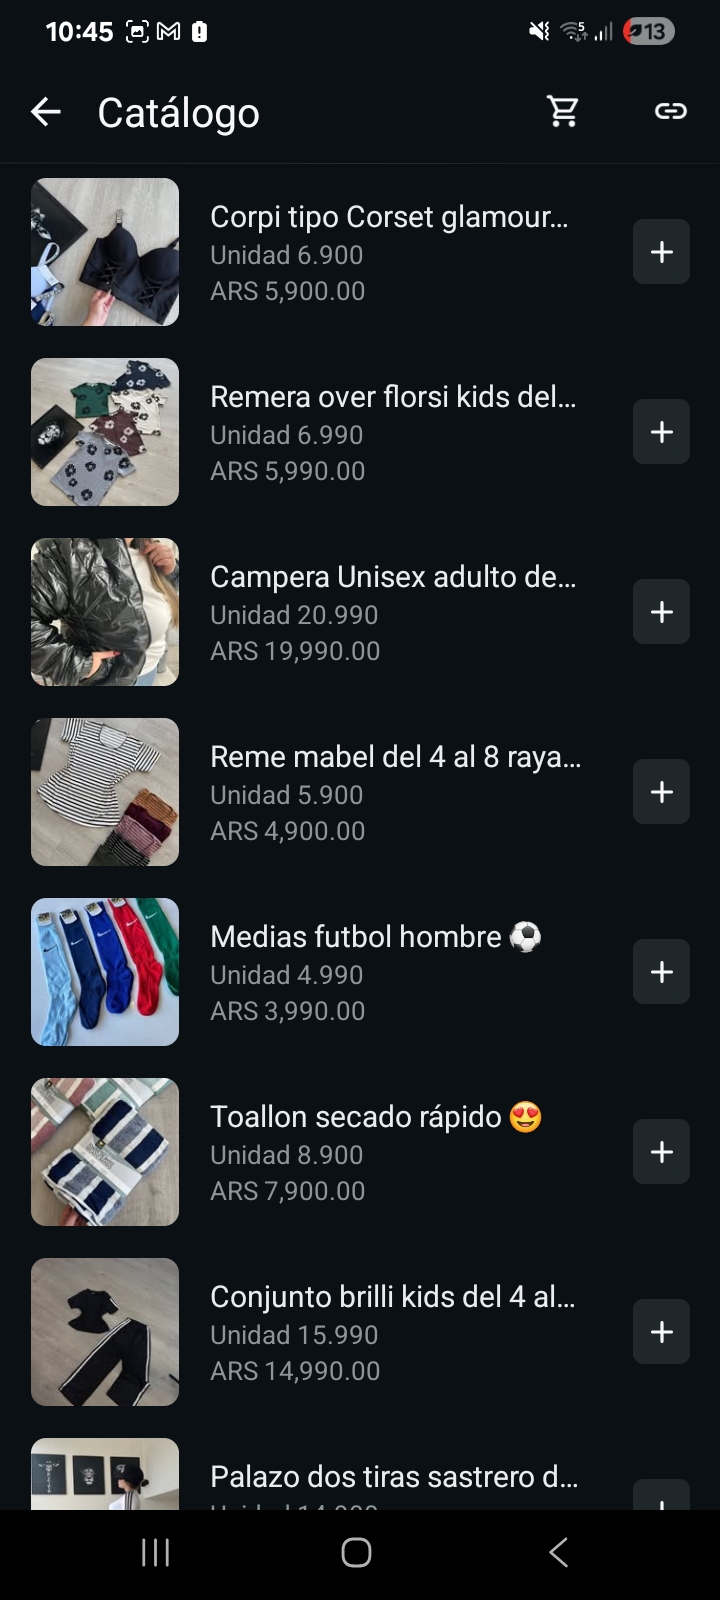 10:45
5
13
Catálogo
Corpi tipo Corset glamour...
Unidad 6.900
ARS 5,900.00
Remera over florsi kids del...
Unidad 6.990
ARS 5,990.00
Campera Unisex adulto de...
Unidad 20.990
ARS 19,990.00
Reme mabel del 4 al 8 raya...
Unidad 5.900
ARS 4,900.00
Medias futbol hombre ⚽
Unidad 4.990
ARS 3,990.00
Toallon secado rápido 😍
Unidad 8.900
ARS 7,900.00
Conjunto brilli kids del 4 al...
Unidad 15.990
ARS 14,990.00
Palazo dos tiras sastrero d...